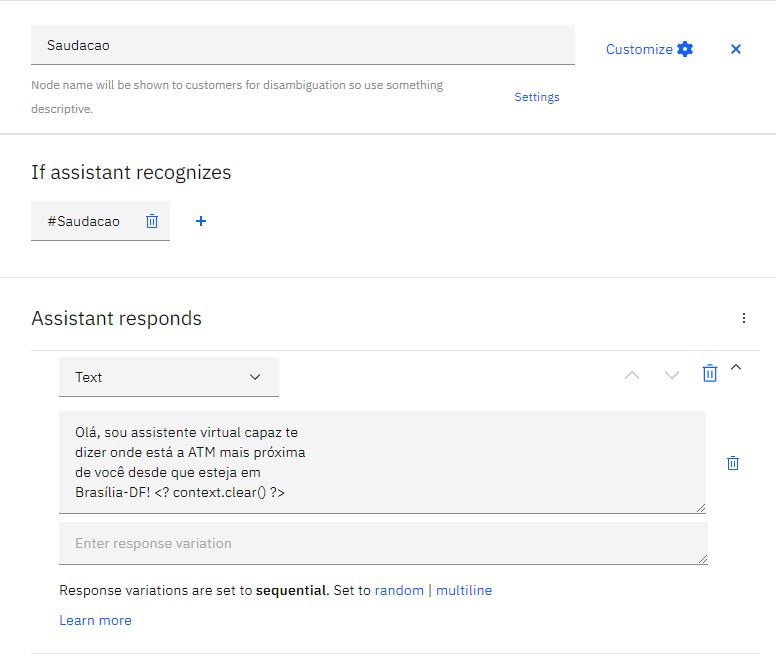 Saudacao
Customize
Node name will be shown to customers for disambiguation so use something
descriptive.
Settings
If assistant recognizes
#Saudacao
Assistant responds
Text
Olá, sou assistente virtual capaz te
dizer onde está a ATM mais próxima
de você desde que esteja em
Brasília-DF! <? context.clear() ?>
Enter response variation
Response variations are set to sequential. Set to random | multiline
Learn more